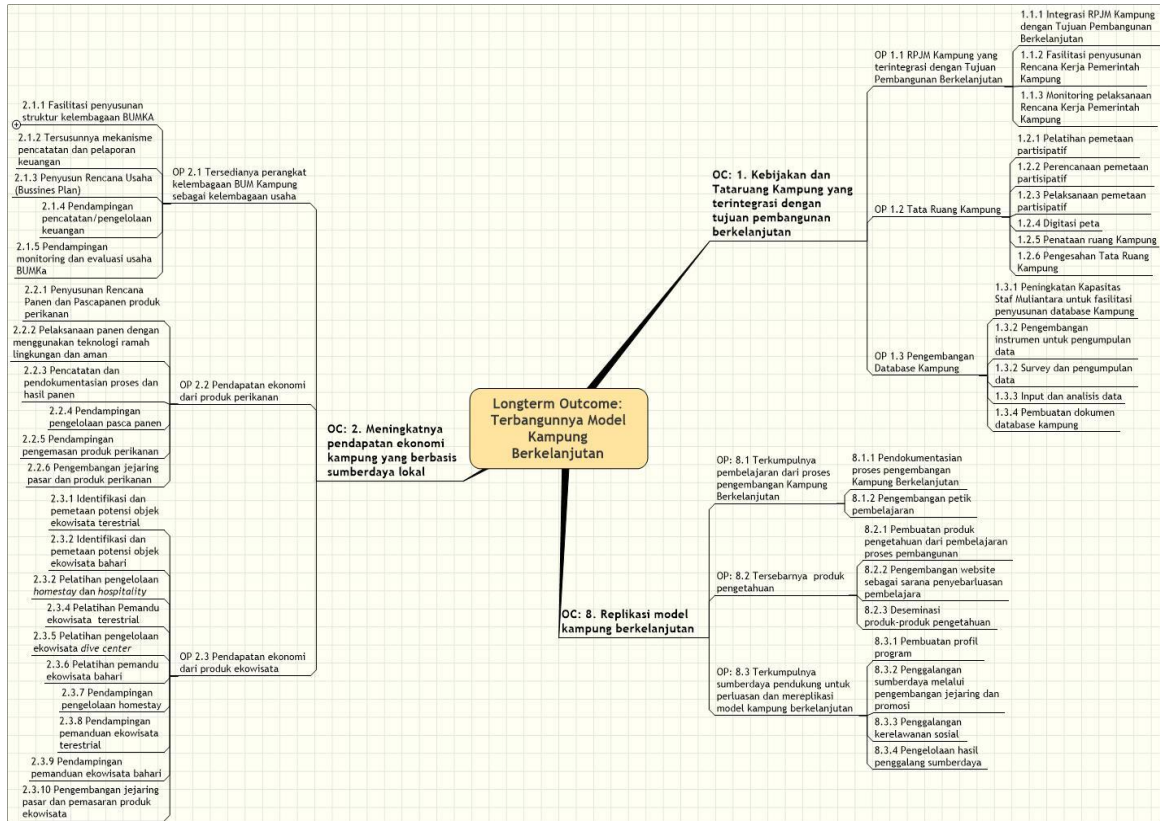 Longterm Outcome:
Terbangunnya Model
Kampung
Berkelanjutan
OC: 1. Kebijakan dan
Tataruang Kampung yang
terintegrasi dengan
tujuan pembangunan
berkelanjutan
OP 1.1 RPJM Kampung yang
terintegrasi dengan Tujuan
Pembangunan Berkelanjutan
1.1.1 Integrasi RPJM Kampung
dengan Tujuan Pembangunan
Berkelanjutan
1.1.2 Fasilitasi penyusunan
Rencana Kerja Pemerintah
Kampung
1.1.3 Monitoring pelaksanaan
Rencana Kerja Pemerintah
Kampung
OP 1.2 Tata Ruang Kampung
1.2.1 Pelatihan pemetaan
partisipatif
1.2.2 Perencanaan pemetaan
partisipatif
1.2.3 Pelaksanaan pemetaan
partisipatif
1.2.4 Digitasi peta
1.2.5 Penataan ruang Kampung
1.2.6 Pengesahan Tata Ruang
Kampung
OP 1.3 Pengembangan
Database Kampung
1.3.1 Peningkatan Kapasitas
Staf Muliantara untuk fasilitasi
penyusunan database Kampung
1.3.2 Pengembangan
instrumen untuk pengumpulan
data
1.3.2 Survey dan pengumpulan
data
1.3.3 Input dan analisis data
1.3.4 Pembuatan dokumen
database kampung
OC: 2. Meningkatnya
pendapatan ekonomi
kampung yang berbasis
sumberdaya lokal
OP 2.1 Tersedianya perangkat
kelembagaan BUM Kampung
sebagai kelembagaan usaha
2.1.1 Fasilitasi penyusunan
struktur kelembagaan BUMKA
2.1.2 Tersusunnya mekanisme
pencatatan dan pelaporan
keuangan
2.1.3 Penyusun Rencana Usaha
(Bussines Plan)
2.1.4 Pendampingan
pencatatan/pengelolaan
keuangan
2.1.5 Pendampingan
monitoring dan evaluasi usaha
BUMKa
OP 2.2 Pendapatan ekonomi
dari produk perikanan
2.2.1 Penyusunan Rencana
Panen dan Pascapanen produk
perikanan
2.2.2 Pelaksanaan panen dengan
menggunakan teknologi ramah
lingkungan dan aman
2.2.3 Pencatatan dan
pendokumentasian proses dan
hasil panen
2.2.4 Pendampingan
pengelolaan pasca panen
2.2.5 Pendampingan
pengemasan produk perikanan
2.2.6 Pengembangan jejaring
pasar dan produk perikanan
OP 2.3 Pendapatan ekonomi
dari produk ekowisata
2.3.1 Identifikasi dan
pemetaan potensi objek
ekowisata terestrial
2.3.2 Identifikasi dan
pemetaan potensi objek
ekowisata bahari
2.3.2 Pelatihan pengelolaan
homestay dan hospitality
2.3.4 Pelatihan Pemandu
ekowisata terestrial
2.3.5 Pelatihan pengelolaan
ekowisata dive center
2.3.6 Pelatihan pemandu
ekowisata bahari
2.3.7 Pendampingan
pengelolaan homestay
2.3.8 Pendampingan
pemanduan ekowisata
terestrial
2.3.9 Pendampingan
pemanduan ekowisata bahari
2.3.10 Pengembangan jejaring
pasar dan pemasaran produk
ekowisata
OC: 8. Replikasi model
kampung berkelanjutan
OP: 8.1 Terkumpulnya
pembelajaran dari proses
pengembangan Kampung
Berkelanjutan
8.1.1 Pendokumentasian
proses pengembangan
Kampung Berkelanjutan
8.1.2 Pengembangan petik
pembelajaran
OP: 8.2 Tersebarnya produk
pengetahuan
8.2.1 Pembuatan produk
pengetahuan dari pembelajaran
proses pembangunan
8.2.2 Pengembangan website
sebagai sarana penyebarluasan
pembelajara
8.2.3 Deseminasi
produk-produk pengetahuan
OP: 8.3 Terkumpulnya
sumberdaya pendukung untuk
perluasan dan mereplikasi
model kampung berkelanjutan
8.3.1 Pembuatan profil
program
8.3.2 Penggalangan
sumberdaya melalui
pengembangan jejaring dan
promosi
8.3.3 Penggalangan
kerelawanan sosial
8.3.4 Pengelolaan hasil
penggalang sumberdaya